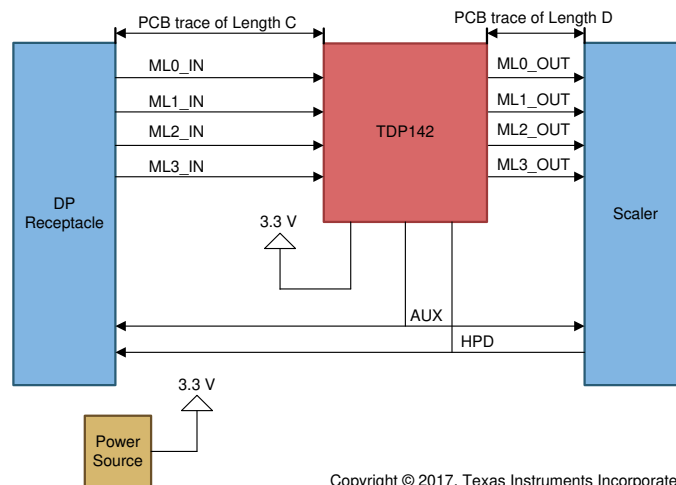 PCB trace of Length C
PCB trace of Length D
ML0_IN
ML0_OUT
ML1_IN
ML1_OUT
TDP142
ML2_IN
ML2_OUT
ML3_IN
ML3_OUT
DP
Receptacle
Scaler
3.3 V
AUX
HPD
3.3 V
Power
Source
Copyright © 2017, Texas Instruments Incorporate